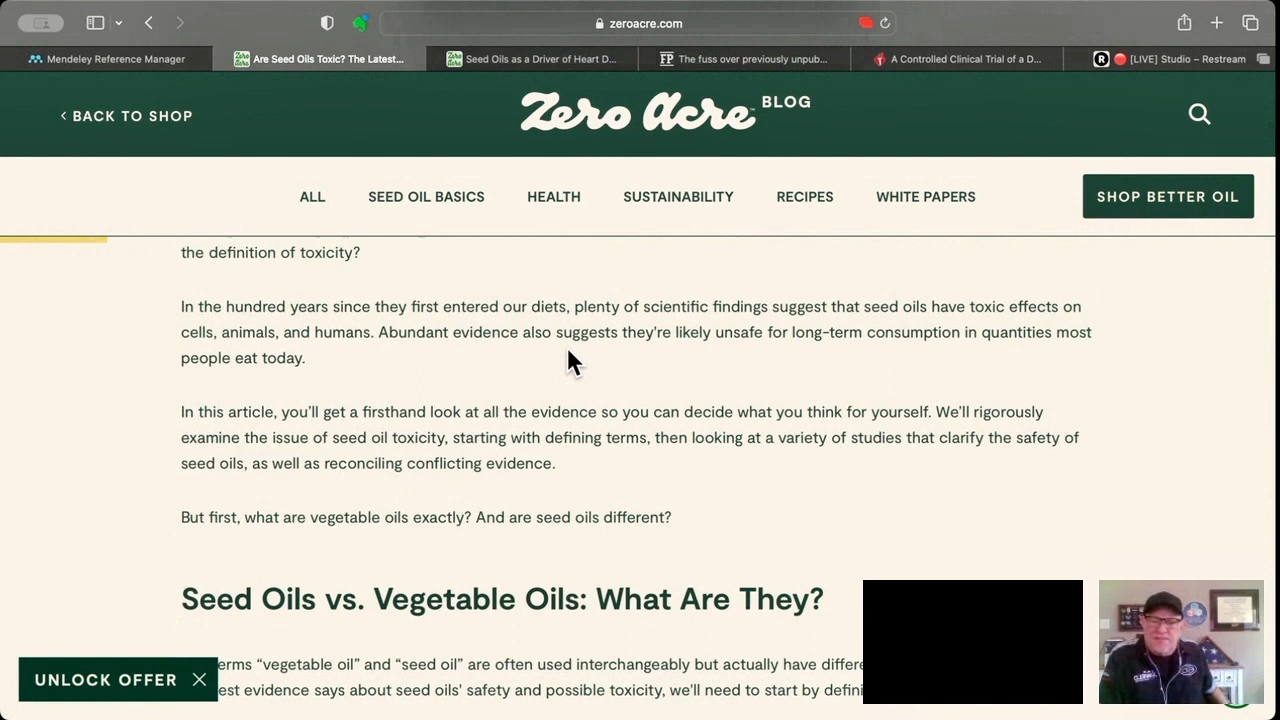 zeroacre.com
Mendeley Reference Manager
Are Seed Oils Toxic? The Latest...
Seed Oils as a Driver of Heart D...
FP The fuss over previously unpub...
A Controlled Clinical Trial of a D...
R [LIVE] Studio – Restream
< BACK TO SHOP
Zero Acre™ BLOG
ALL
SEED OIL BASICS
HEALTH
SUSTAINABILITY
RECIPES
WHITE PAPERS
SHOP BETTER OIL
the definition of toxicity?
In the hundred years since they first entered our diets, plenty of scientific findings suggest that seed oils have toxic effects on
cells, animals, and humans. Abundant evidence also suggests they're likely unsafe for long-term consumption in quantities most
people eat today.
In this article, you’ll get a firsthand look at all the evidence so you can decide what you think for yourself. We’ll rigorously
examine the issue of seed oil toxicity, starting with defining terms, then looking at a variety of studies that clarify the safety of
seed oils, as well as reconciling conflicting evidence.
But first, what are vegetable oils exactly? And are seed oils different?
Seed Oils vs. Vegetable Oils: What Are They?
erms “vegetable oil” and “seed oil” are often used interchangeably but actually have differe
est evidence says about seed oils' safety and possible toxicity, we'll need to start by defini
UNLOCK OFFER ×